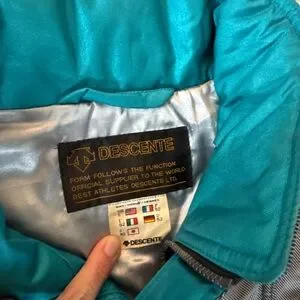 DESCENTE
FORM FOLLOWS THE FUNCTION
OFFICIAL SUPPLIER TO THE WORLD
BEST ATHLETES DESCENTE LTD.
DESCENTE